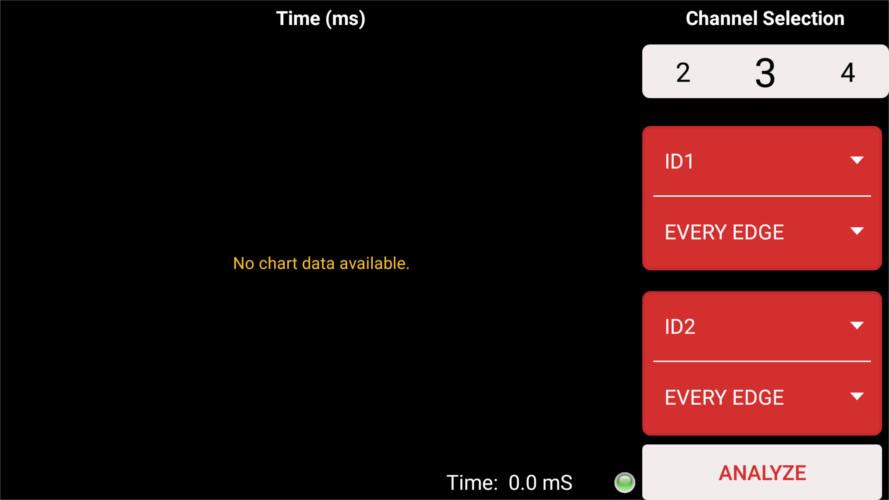 Time (ms)
Channel Selection
2 3 4
ID1
EVERY EDGE
No chart data available.
ID2
EVERY EDGE
Time: 0.0 mS
ANALYZE